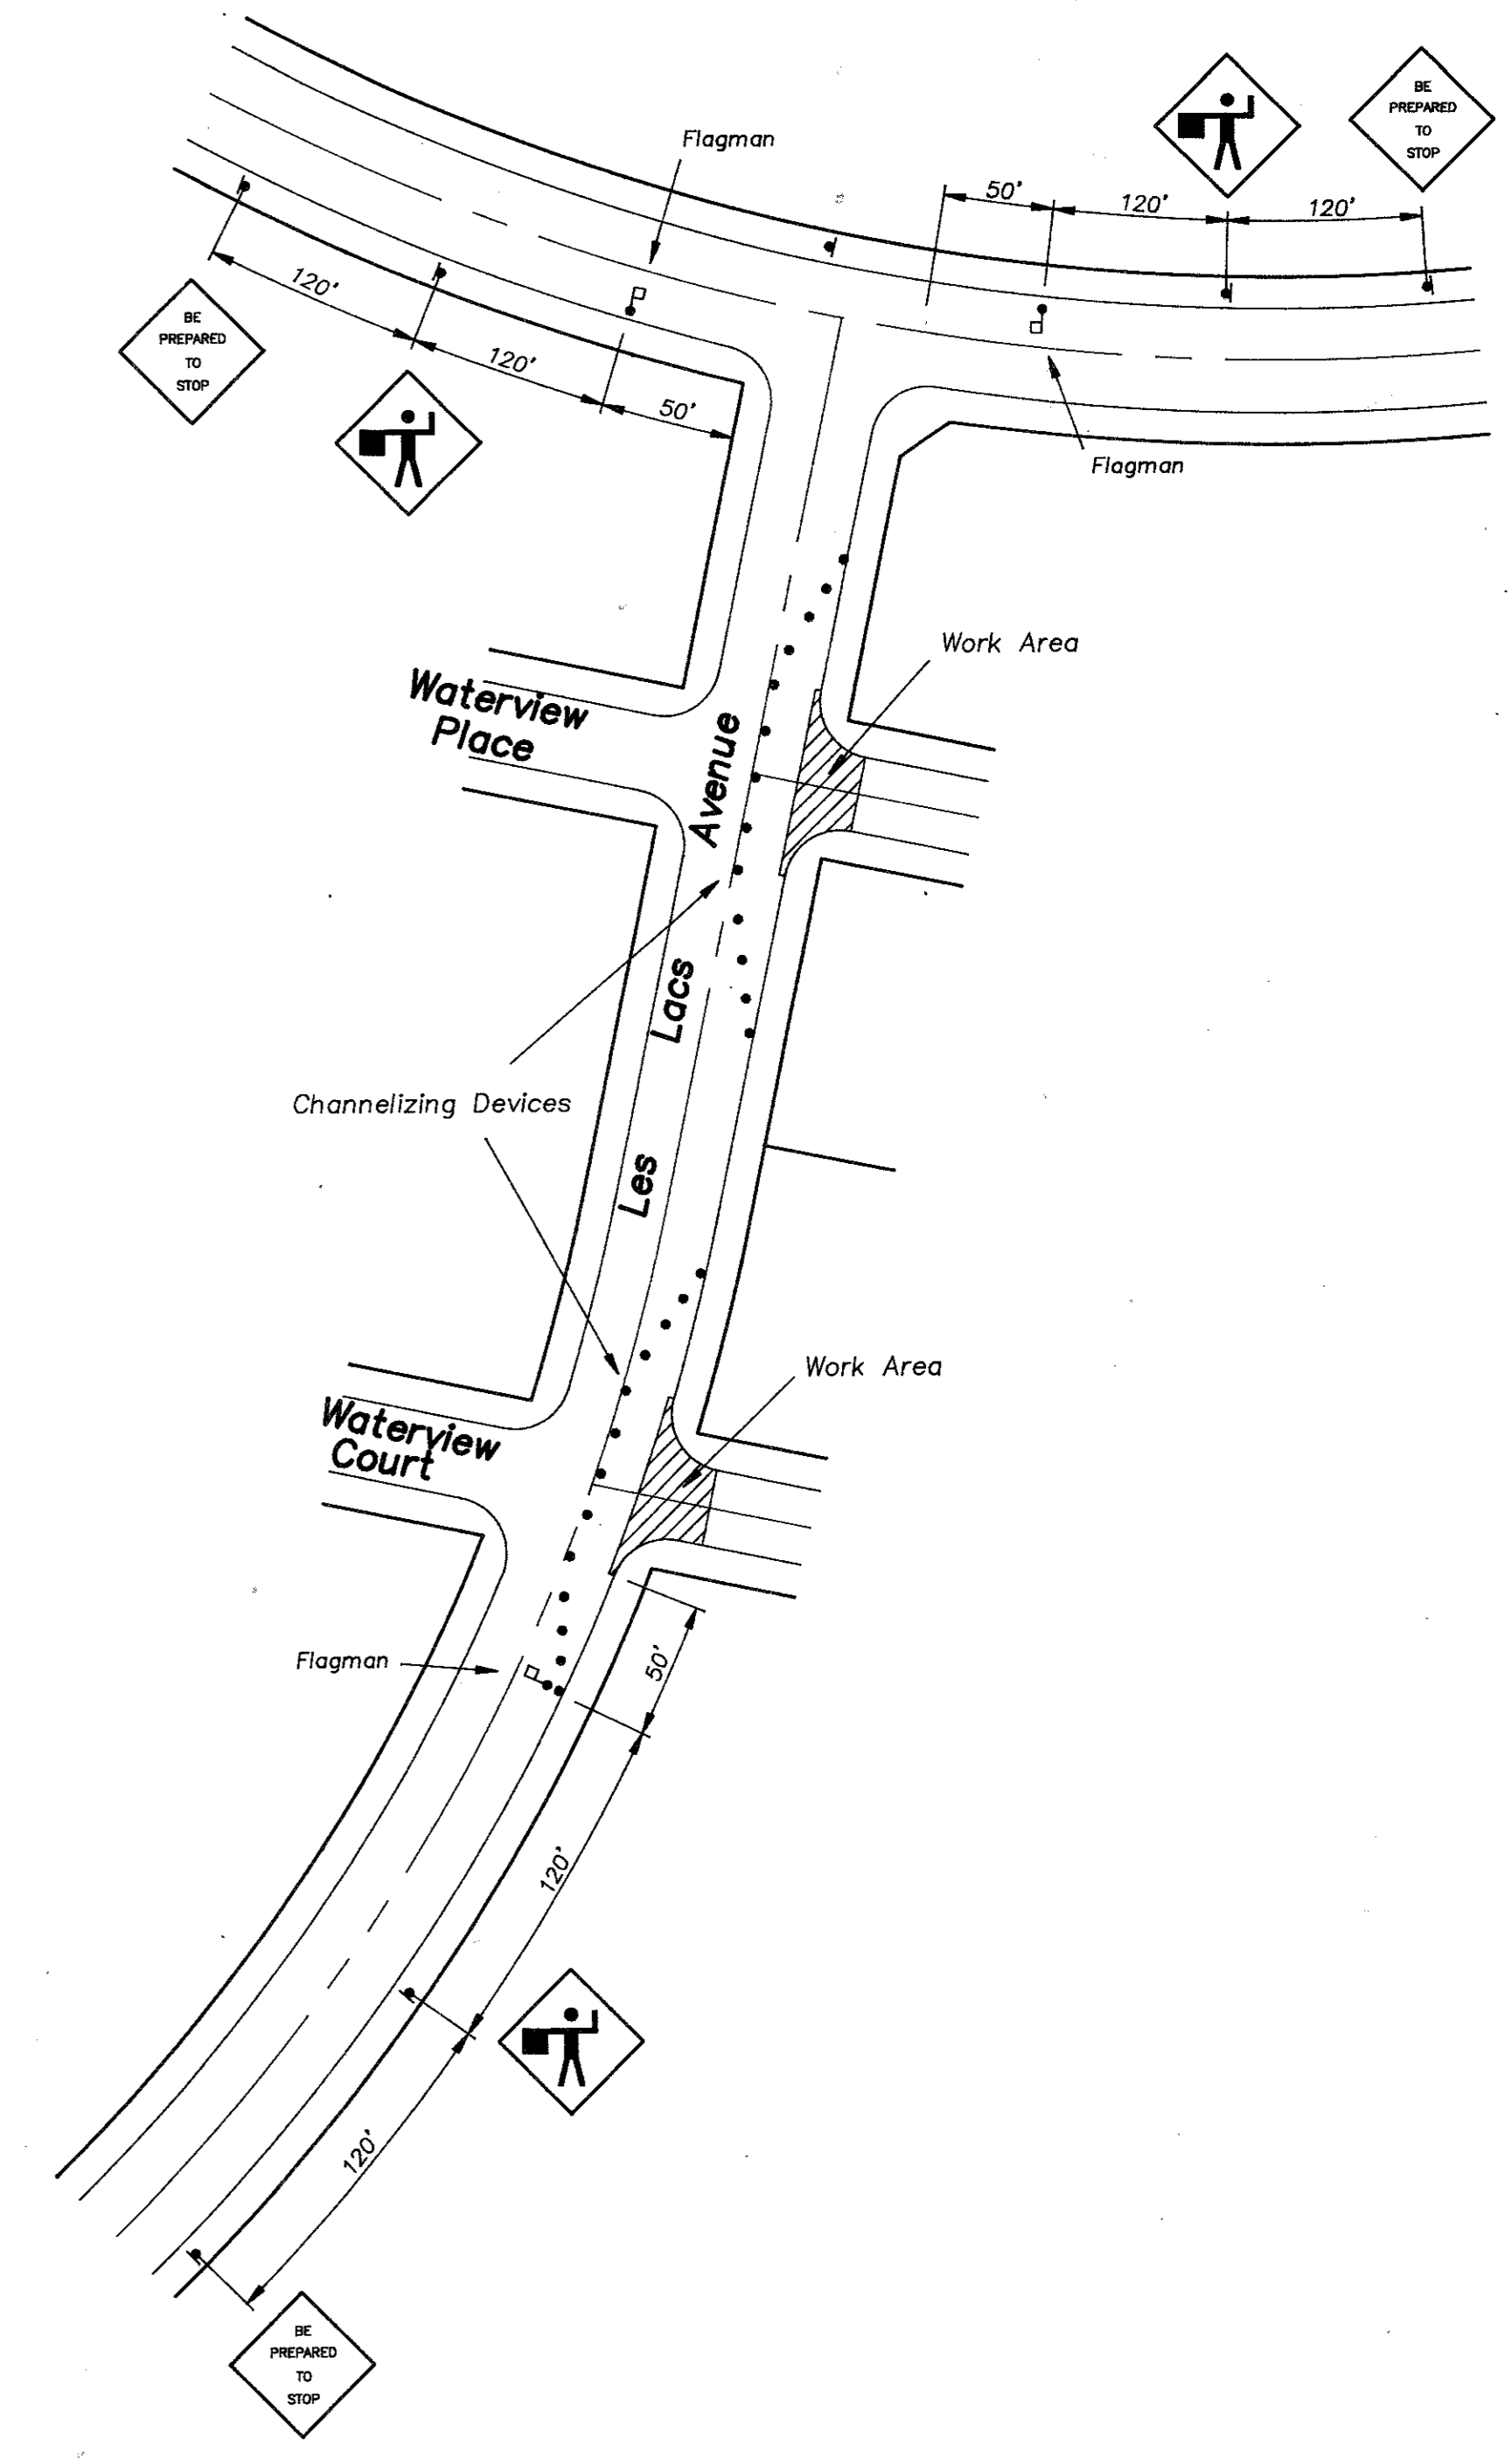 Flagman
BE
PREPARED
TO
STOP
50'
120'
120'
120'
BE
PREPARED
TO
STOP
120'
50'
Flagman
Work Area
Waterview
Place
Avenue
Lacs
Les
Channelizing Devices
Work Area
Waterview
Court
Flagman
50'
120'
120'
BE
PREPARED
TO
STOP